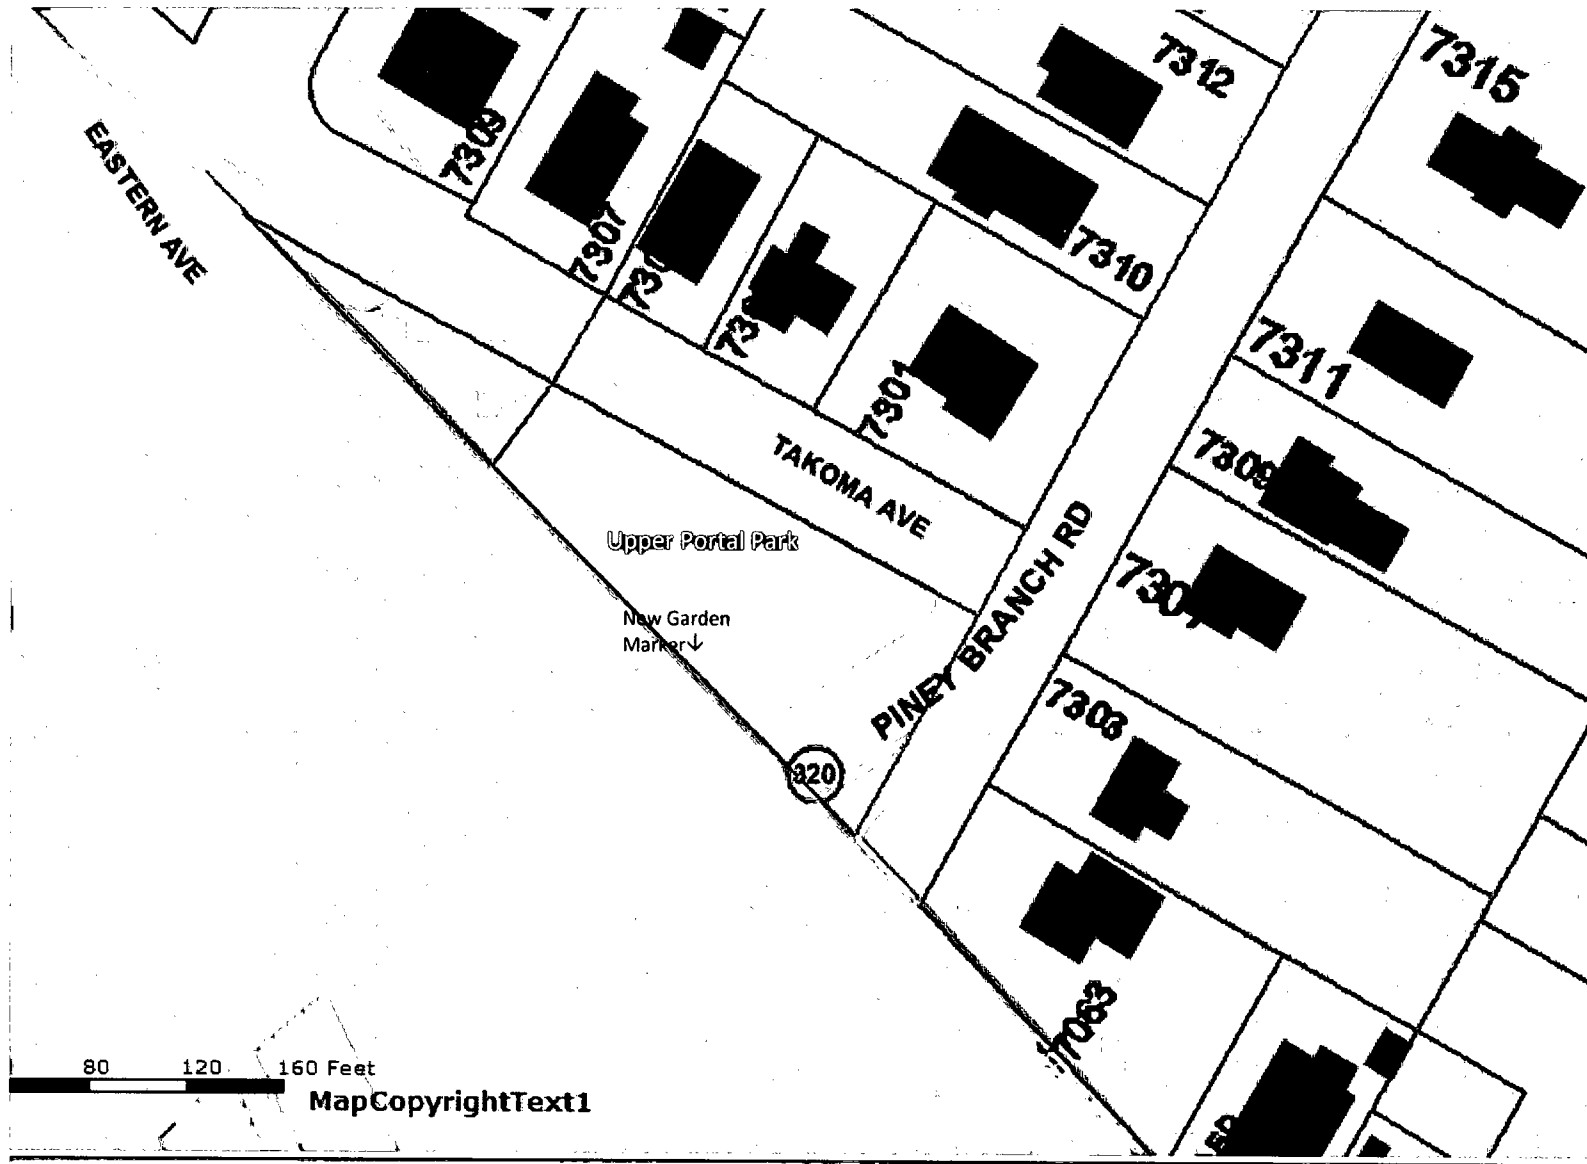 7315
7312
7309
EASTERN AVE
7307
7310
7311
7301
7309
TAKOMA AVE
Upper Portal Park
PINEY BRANCH RD
New Garden
Marker↓
7303
320
7063
80 120 160 Feet
MapCopyrightText1